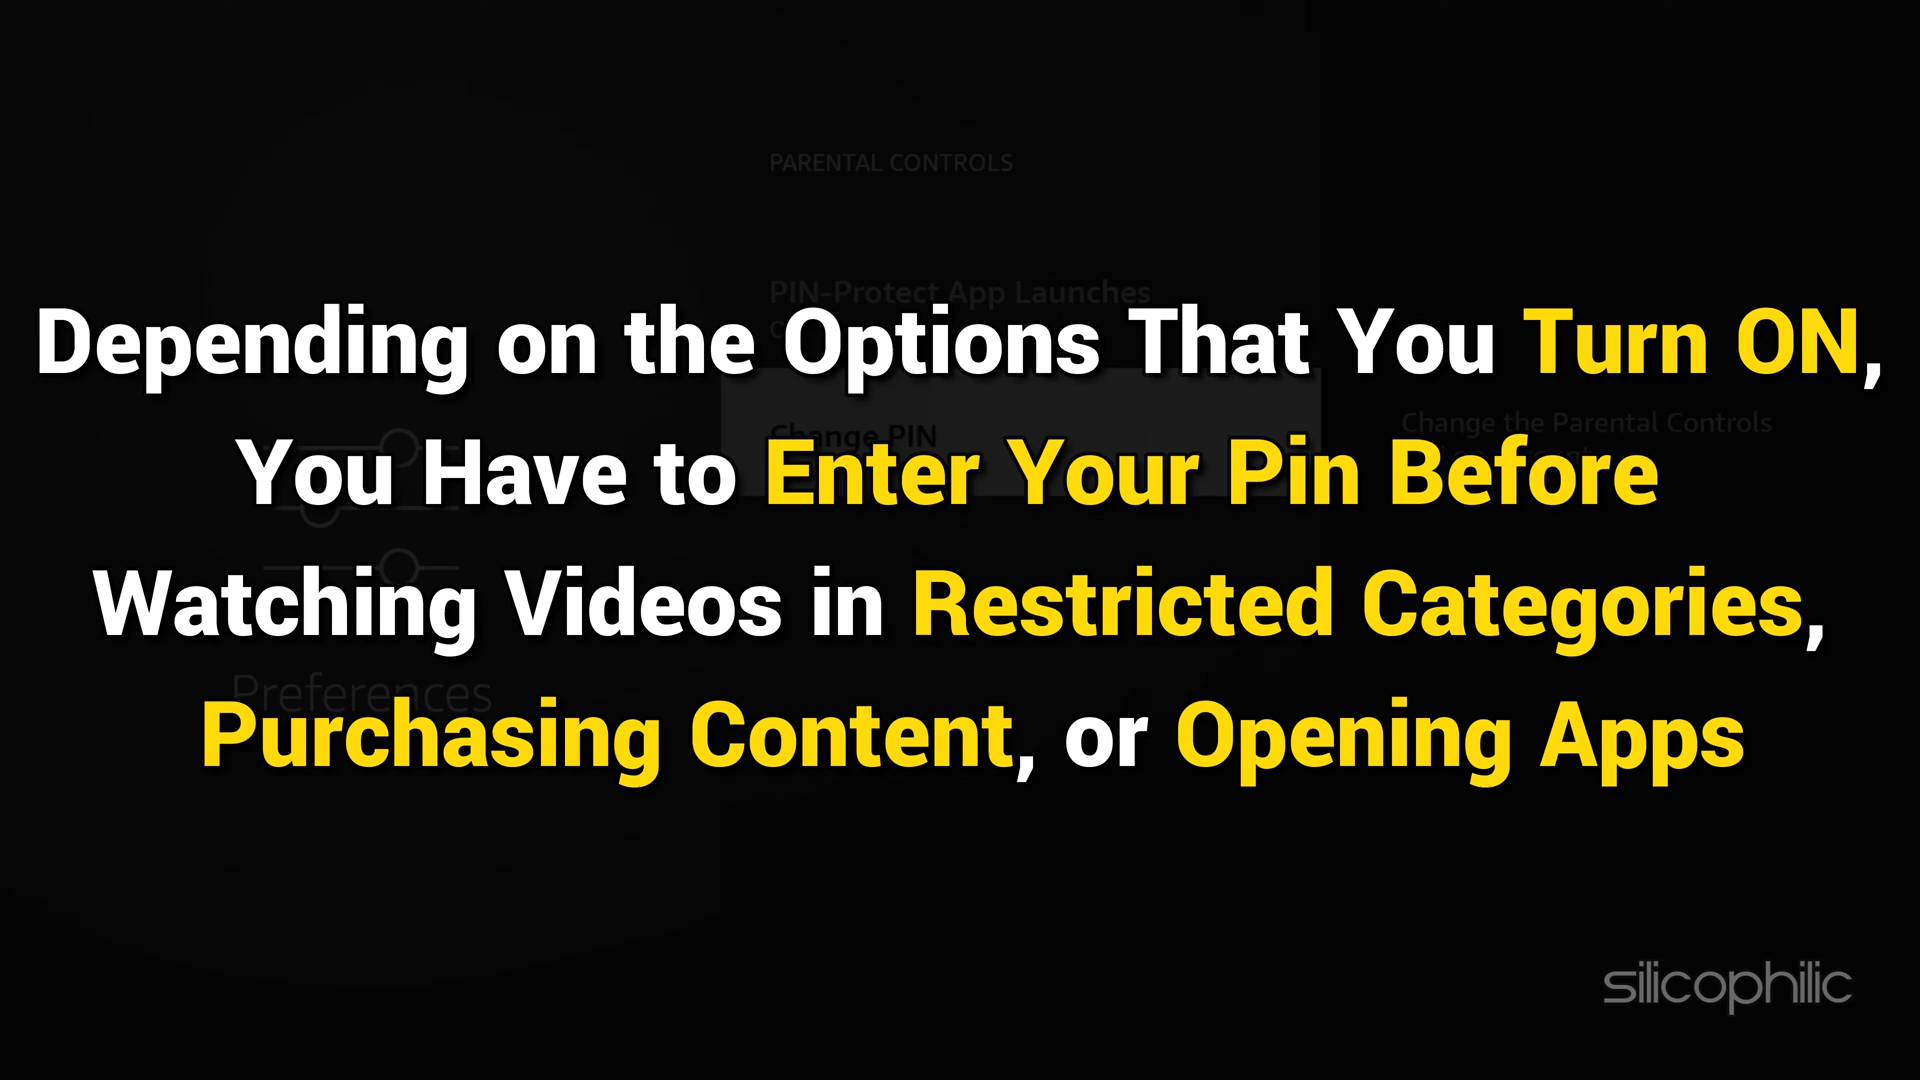 PARENTAL CONTROLS
PIN-Protect App Launches
Depending on the Options That You Turn ON,
Change PIN
Change the Parental Controls
You Have to Enter Your Pin Before
Watching Videos in Restricted Categories,
Preferences
Purchasing Content, or Opening Apps
silicophilic